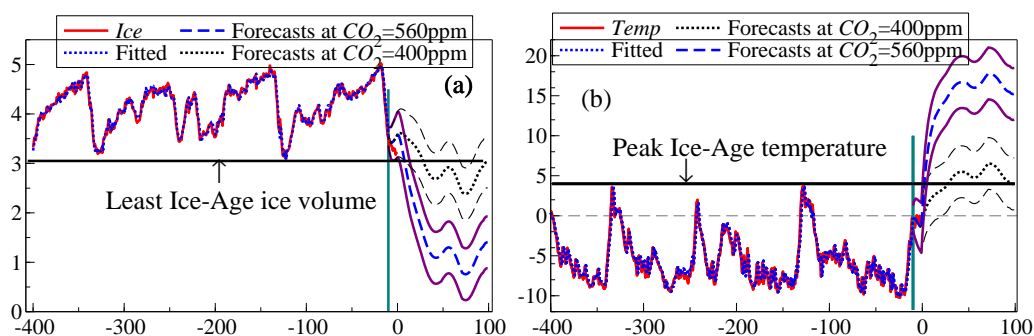 Ice Forecasts at CO2=560ppm
Fitted Forecasts at CO2=400ppm
(a)
5
4
3
2
1
0
Least Ice-Age ice volume
-400 -300 -200 -100 0 100
Temp Forecasts at CO2=400ppm
Fitted Forecasts at CO2=560ppm
20
15
10
5
0
-5
-10
(b)
Peak Ice-Age temperature
-400 -300 -200 -100 0 100